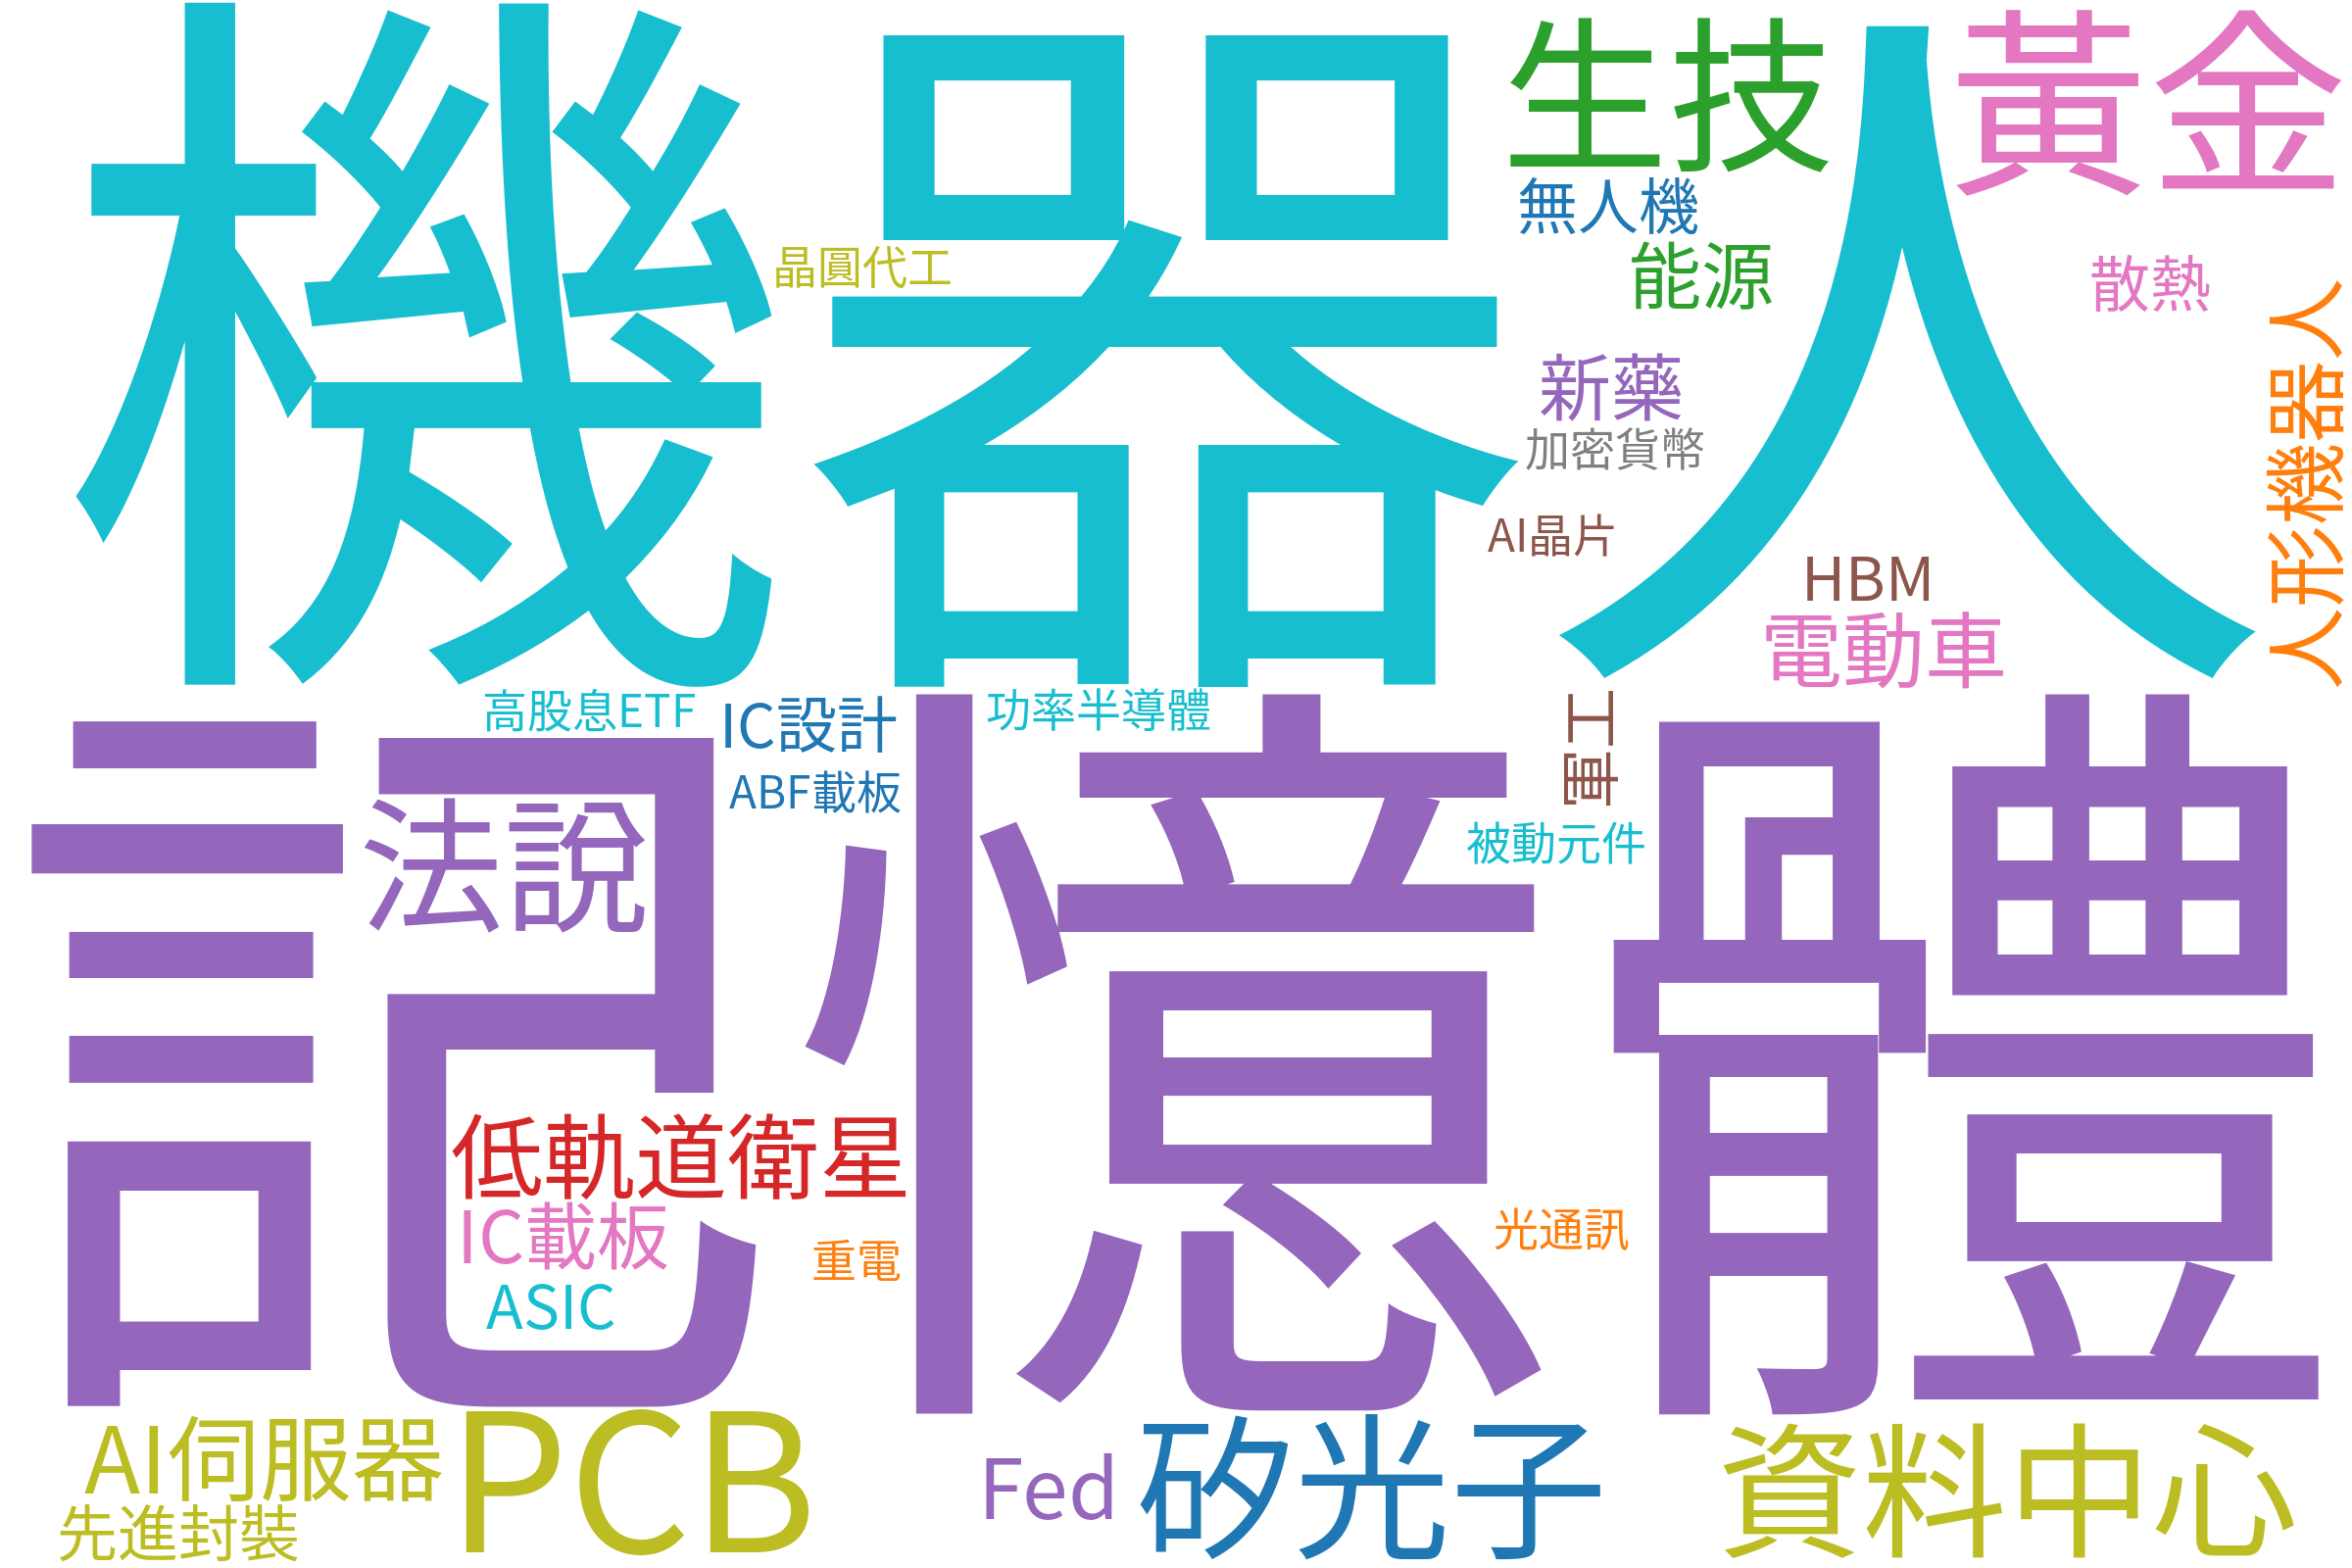 機器人
生技
黃金
無人機
晶圓代工
能源
散熱
人形機器人
新藥
加密貨幣
AI晶片
HBM
電動車
高股息ETF
IC設計
功率半導體
工具
ABF載板
被動元件
記憶體
法說
低軌道衛星
IC載板
重電
光通訊
ASIC
AI伺服器
PCB
Fed
矽光子
資料中心
先進封裝